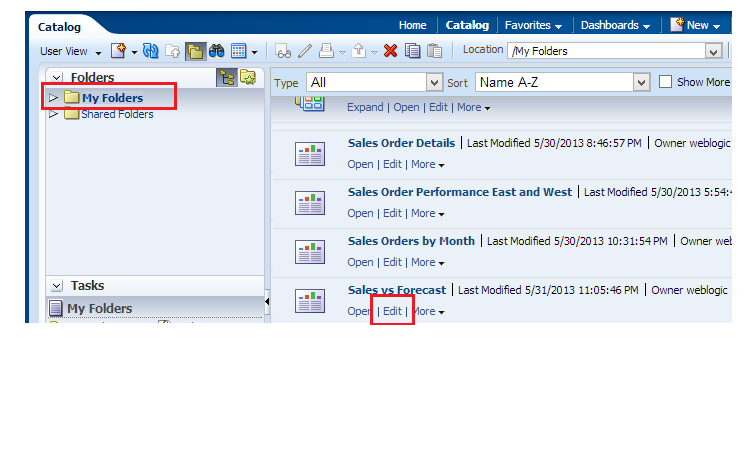 Catalog
Home Catalog Favorites Dashboards New
User View Location /My Folders
Folders
Type All Sort Name A-Z Show More
My Folders
Shared Folders
Expand | Open | Edit | More
Sales Order Details | Last Modified 5/30/2013 8:46:57 PM | Owner weblogic
Open | Edit | More
Sales Order Performance East and West | Last Modified 5/30/2013 5:54:
Open | Edit | More
Sales Orders by Month | Last Modified 5/30/2013 10:31:54 PM | Owner
Open | Edit | More
Tasks
Sales vs Forecast | Last Modified 5/31/2013 11:05:46 PM | Owner weblogic
My Folders
Open | Edit | More